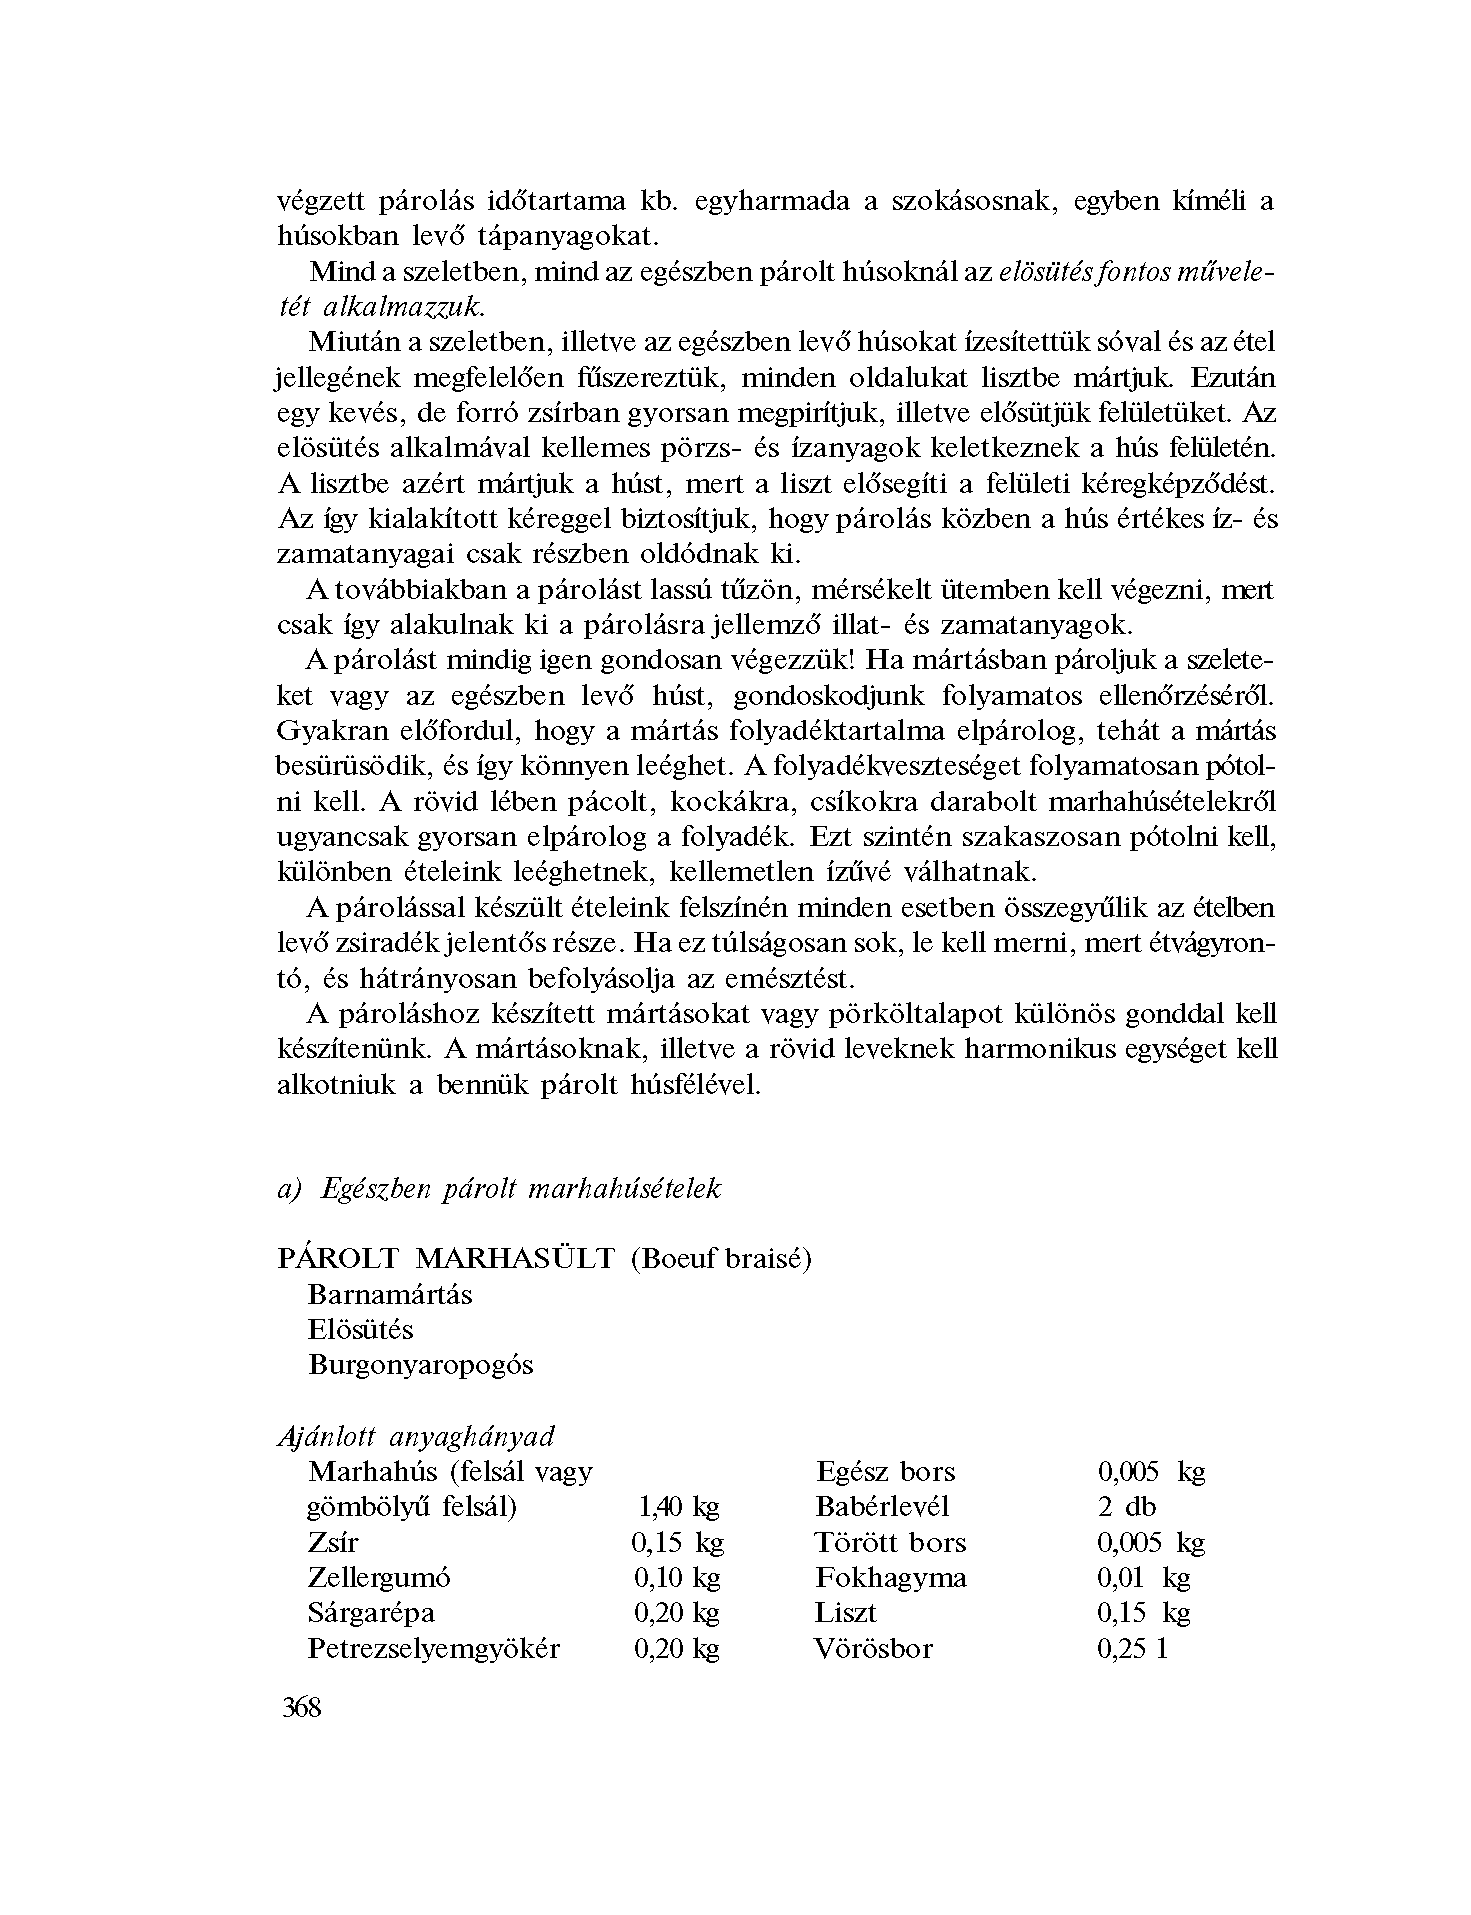 végzett párolás időtartama kb. egyharmada a szokásosnak, egyben kíméli a
húsokban levő tápanyagokat.
Mind a szeletben, mind az egészben párolt húsoknál az elösütés fontos művele-
tét alkalmazzuk.
Miután a szeletben, illetve az egészben levő húsokat ízesítettük sóval és az étel
jellegének megfelelően fűszereztük, minden oldalukat lisztbe mártjuk. Ezután
egy kevés, de forró zsírban gyorsan megpirítjuk, illetve elősütjük felületüket. Az
elösütés alkalmával kellemes pörzs- és ízanyagok keletkeznek a hús felületén.
A lisztbe azért mártjuk a húst, mert a liszt elősegíti a felületi kéregképződést.
Az így kialakított kéreggel biztosítjuk, hogy párolás közben a hús értékes íz- és
zamatanyagai csak részben oldódnak ki.
A továbbiakban a párolást lassú tűzön, mérsékelt ütemben kell végezni, mert
csak így alakulnak ki a párolásra jellemző illat- és zamatanyagok.
A párolást mindig igen gondosan végezzük! Ha mártásban pároljuk a szelete-
ket vagy az egészben levő húst, gondoskodjunk folyamatos ellenőrzéséről.
Gyakran előfordul, hogy a mártás folyadéktartalma elpárolog, tehát a mártás
besürüsödik, és így könnyen leéghet. A folyadékveszteséget folyamatosan pótol-
ni kell. A rövid lében pácolt, kockákra, csíkokra darabolt marhahúsételekről
ugyancsak gyorsan elpárolog a folyadék. Ezt szintén szakaszosan pótolni kell,
különben ételeink leéghetnek, kellemetlen ízűvé válhatnak.
A párolással készült ételeink felszínén minden esetben összegyűlik az ételben
levő zsiradék jelentős része. Ha ez túlságosan sok, le kell merni, mert étvágyron-
tó, és hátrányosan befolyásolja az emésztést.
A pároláshoz készített mártásokat vagy pörköltalapot különös gonddal kell
készítenünk. A mártásoknak, illetve a rövid leveknek harmonikus egységet kell
alkotniuk a bennük párolt húsfélével.
a) Egészben párolt marhahúsételek
PÁROLT MARHASÜLT (Boeuf braisé)
Barnamártás
Elösütés
Burgonyaropogós
Ajánlott anyaghányad
Marhahús (felsál vagy
gömbölyű felsál) 1,40 kg
Zsír 0,15 kg
Zellergumó 0,10 kg
Sárgarépa 0,20 kg
Petrezselyemgyökér 0,20 kg
Egész bors 0,005 kg
Babérlevél 2 db
Törött bors 0,005 kg
Fokhagyma 0,01 kg
Liszt 0,15 kg
Vörösbor 0,25 l
368